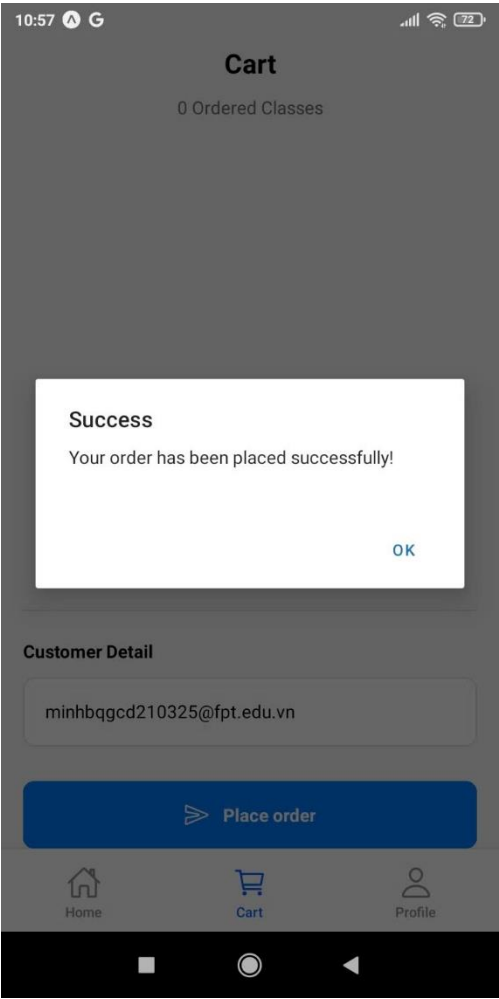 10:57 G 72
Cart
0 Ordered Classes
Success
Your order has been placed successfully!
OK
Customer Detail
minhbqgcd210325@fpt.edu.vn
Place order
Home Cart Profile